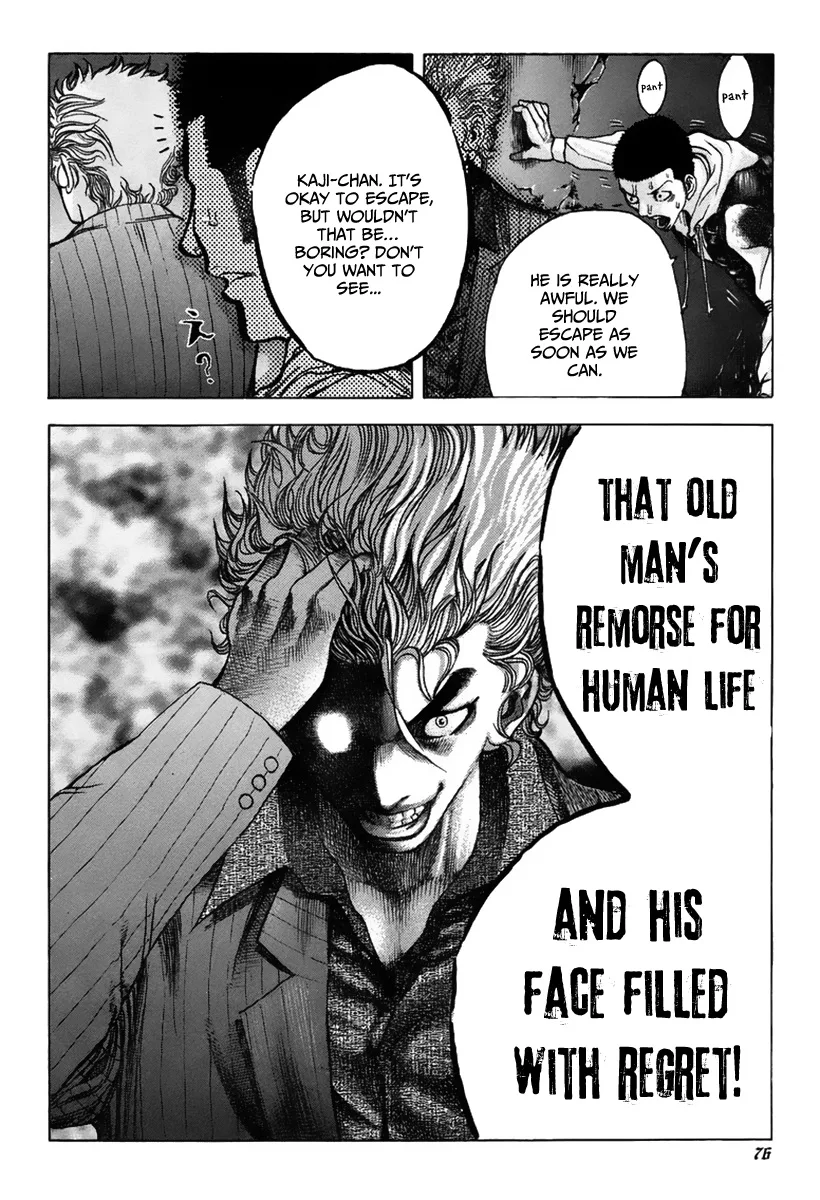 pant
pant
HE IS REALLY
AWFUL. WE
SHOULD
ESCAPE AS
SOON AS WE
CAN.
KAJI-CHAN. IT'S
OKAY TO ESCAPE,
BUT WOULDN'T
THAT BE...
BORING? DON'T
YOU WANT TO
SEE...
え?
THAT OLD
MAN'S
REMORSE FOR
HUMAN LIFE
AND HIS
FACE FILLED
WITH REGRET!
76